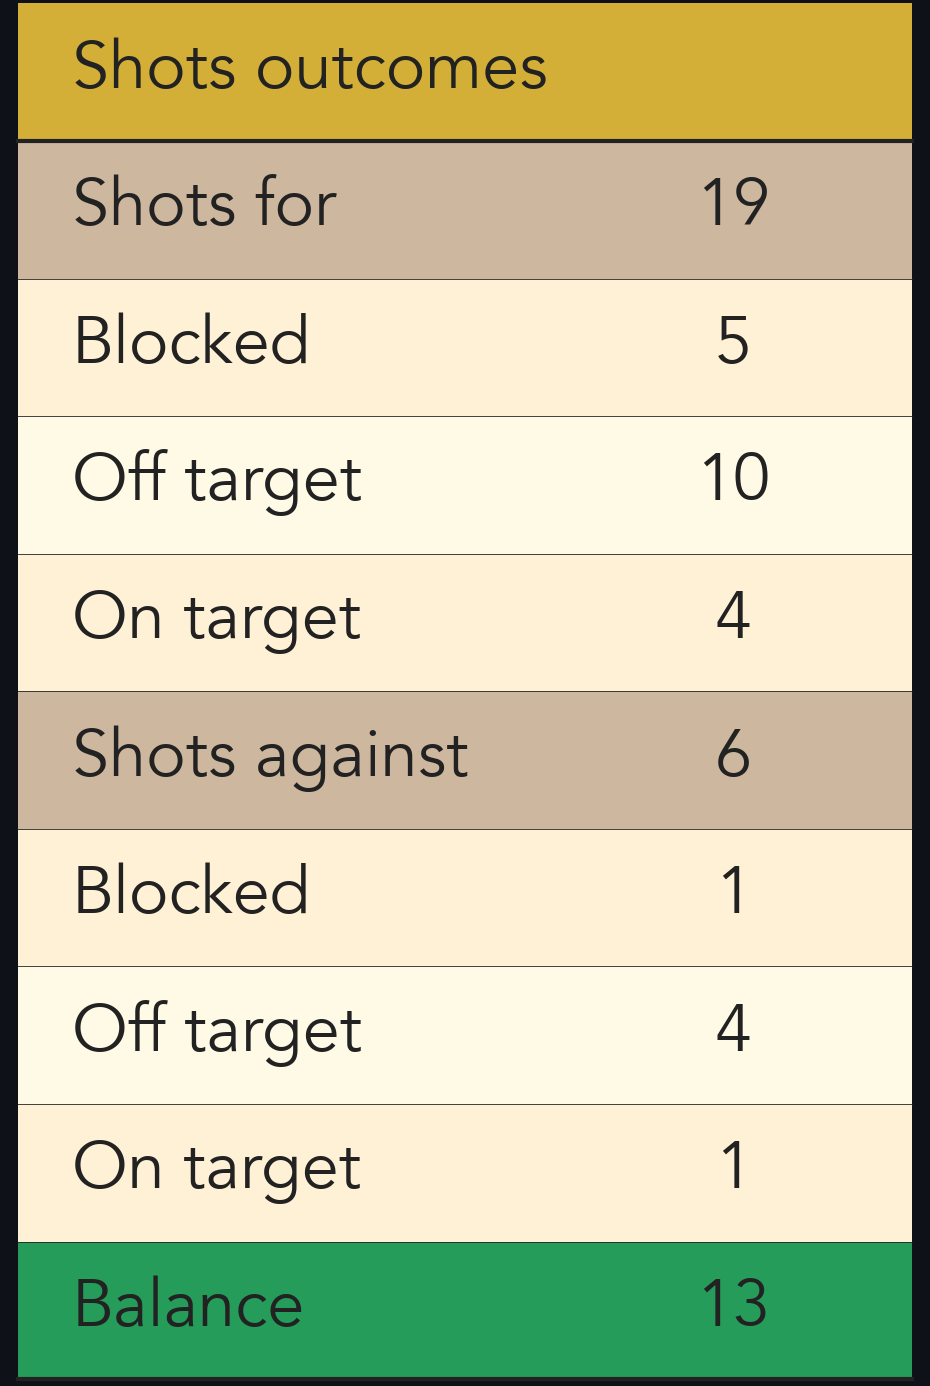 Shots outcomes
Shots for 19
Blocked 5
Off target 10
On target 4
Shots against 6
Blocked 1
Off target 4
On target 1
Balance 13